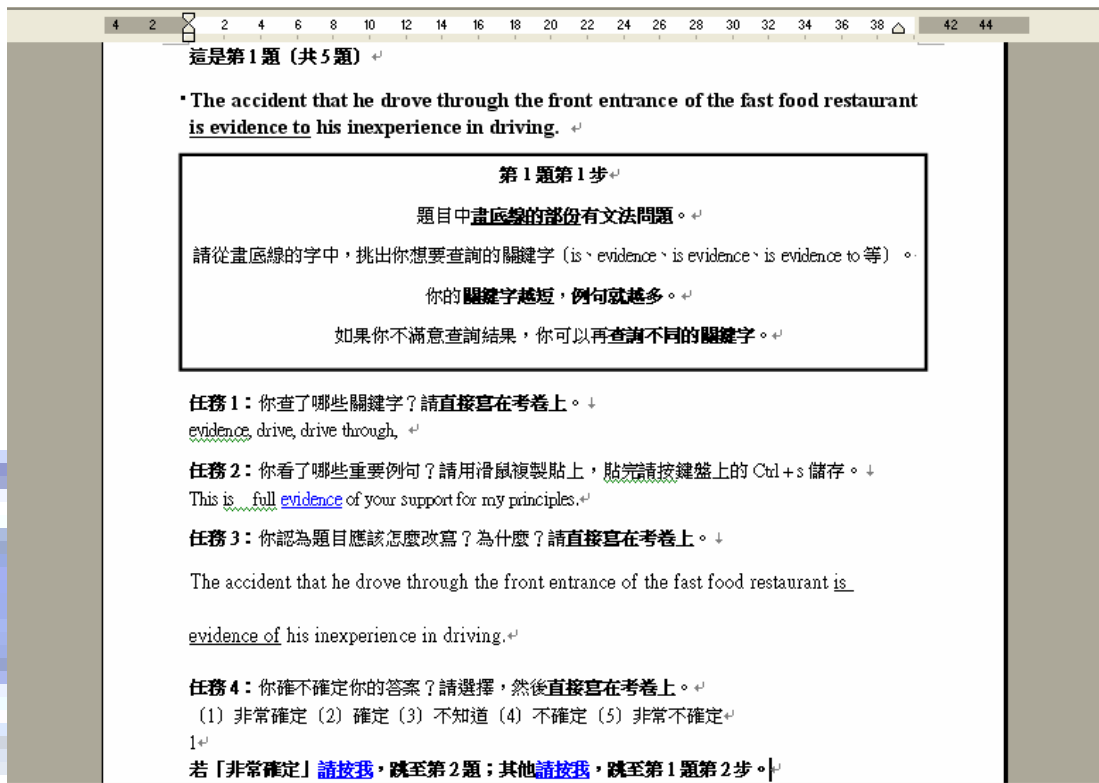 4 2 2 4 6 8 10 12 14 16 18 20 22 24 26 28 30 32 34 36 38 42 44
這是第1題〔共5題〕
The accident that he drove through the front entrance of the fast food restaurant
is evidence to his inexperience in driving.
第1題第1步
題目中畫底線的部份有文法問題。
請從畫底線的字中，挑出你想要查詢的關鍵字〔is、evidence、is evidence、is evidence to 等〕。
你的關鍵字越短，例句就越多。
如果你不滿意查詢結果，你可以再查詢不同的關鍵字。
任務1：你查了哪些關鍵字？請直接寫在考卷上。
evidence, drive, drive through,
任務2：你看了哪些重要例句？請用滑鼠複製貼上，貼完請按鍵盤上的 Ctrl + s 儲存。
This is full evidence of your support for my principles.
任務3：你認為題目應該怎麼改寫？為什麼？請直接寫在考卷上。
The accident that he drove through the front entrance of the fast food restaurant is
evidence of his inexperience in driving.
任務4：你確不確定你的答案？請選擇，然後直接寫在考卷上。
（1）非常確定（2）確定（3）不知道（4）不確定（5）非常不確定
1
若「非常確定」請按我，跳至第2題；其他請按我，跳至第1題第2步。